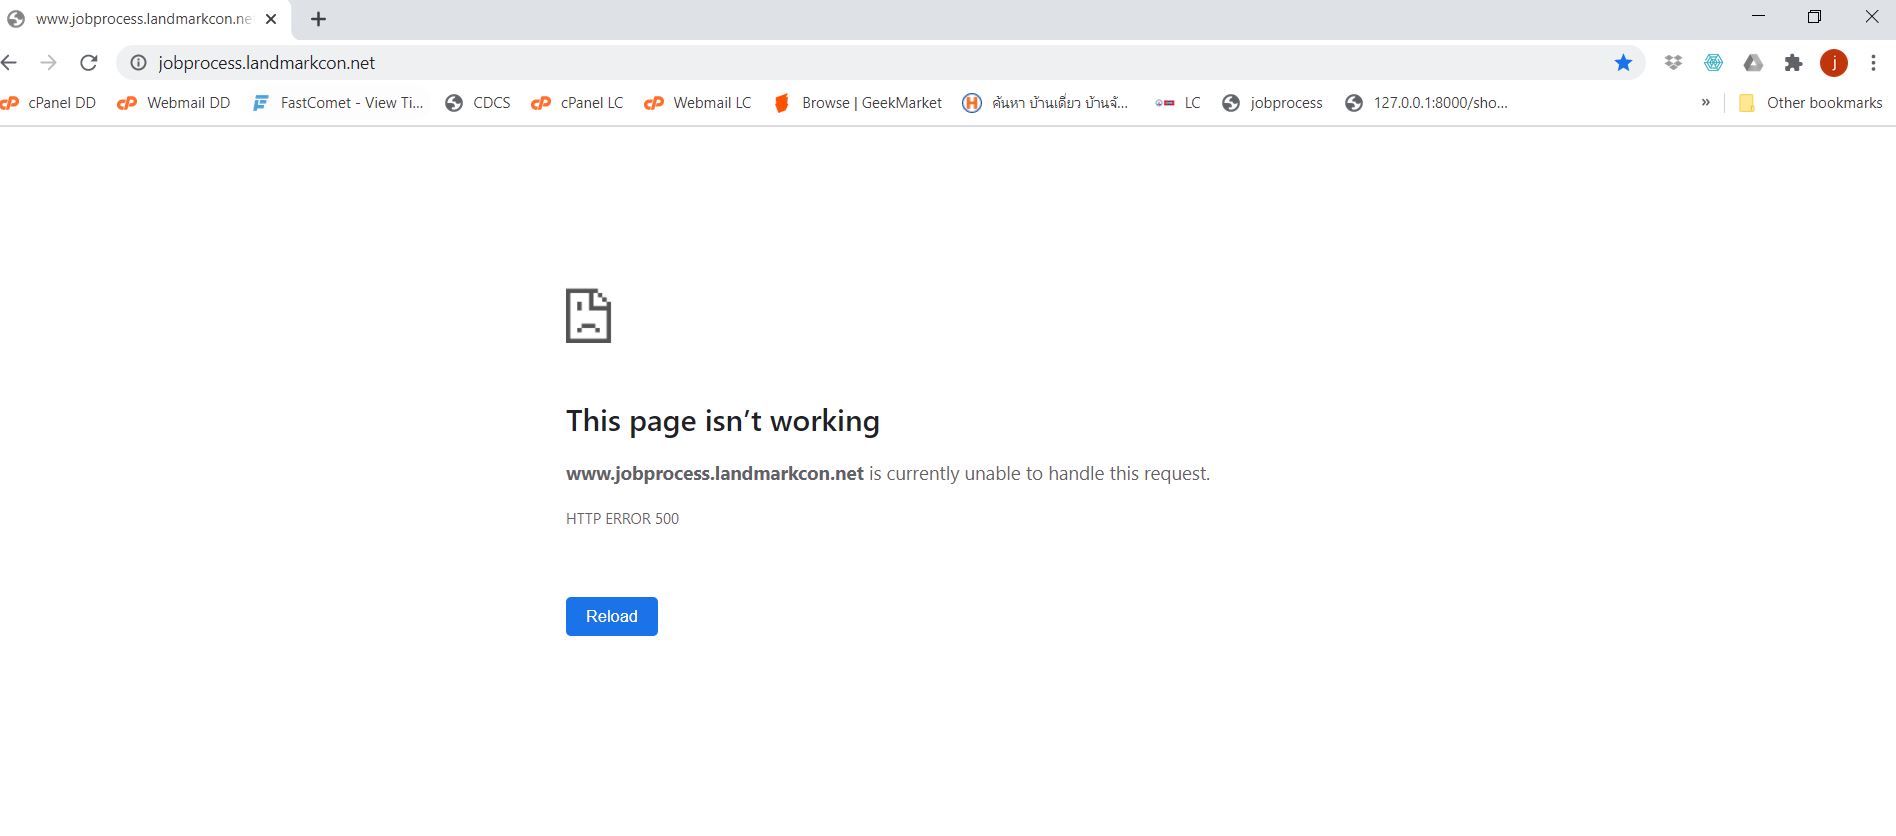 www.jobprocess.landmarkcon.ne
jobprocess.landmarkcon.net
j
cPanel DD Webmail DD FastComet - View Ti... CDCS cPanel LC Webmail LC Browse | GeekMarket ค้นหา บ้านเดี่ยว บ้านจั... LC jobprocess 127.0.0.1:8000/sho... » Other bookmarks
This page isn’t working
www.jobprocess.landmarkcon.net is currently unable to handle this request.
HTTP ERROR 500
Reload